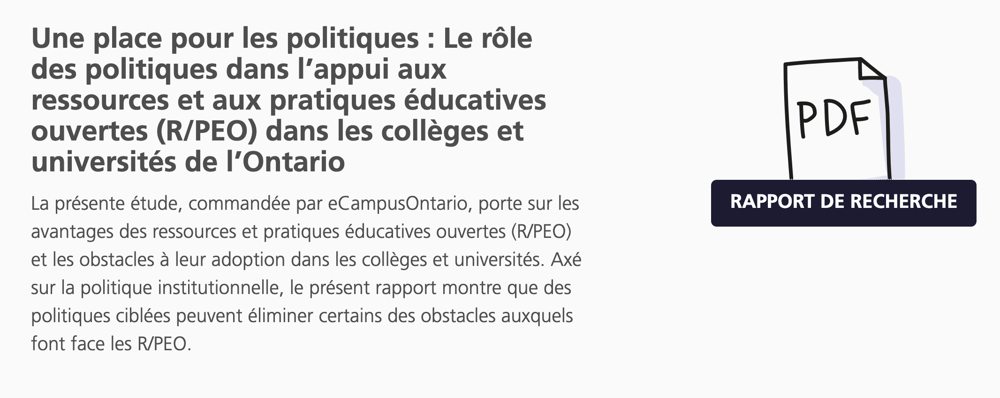 Une place pour les politiques : Le rôle
des politiques dans l’appui aux
ressources et aux pratiques éducatives
ouvertes (R/PEO) dans les collèges et
universités de l’Ontario
La présente étude, commandée par eCampusOntario, porte sur les
avantages des ressources et pratiques éducatives ouvertes (R/PEO)
et les obstacles à leur adoption dans les collèges et universités. Axé
sur la politique institutionnelle, le présent rapport montre que des
politiques ciblées peuvent éliminer certains des obstacles auxquels
font face les R/PEO.
PDF
RAPPORT DE RECHERCHE